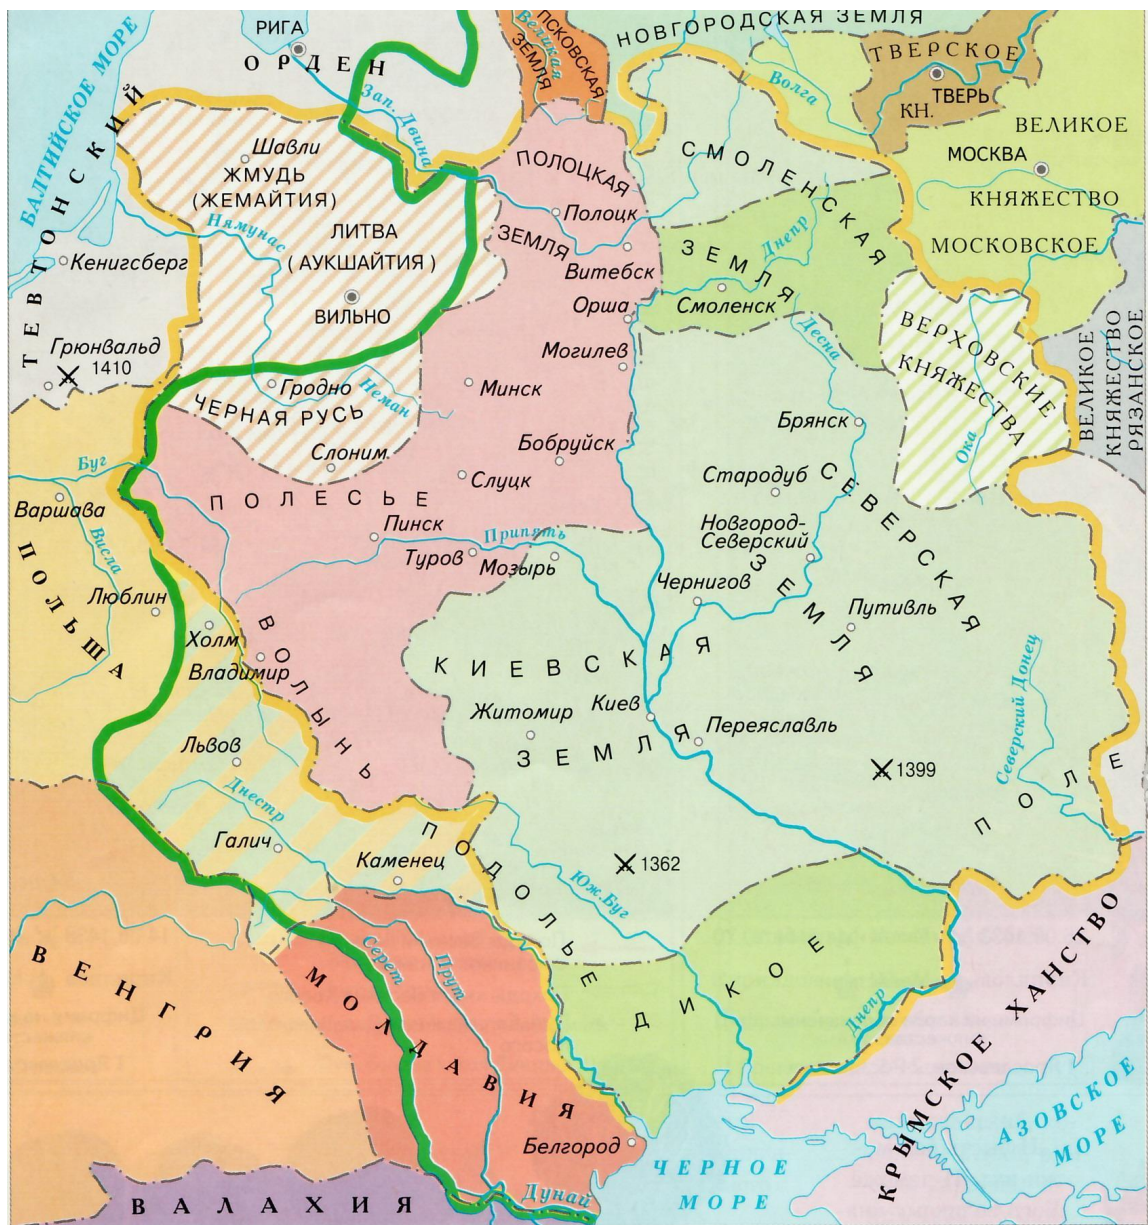 НОВГОРОДСКАЯ ЗЕМЛЯ
ПСКОВСКАЯ
ЗЕМЛЯ
Великая
РИГА
ОРДЕН
ТЕВТОНСКИЙ
БАЛТИЙСКОЕ МОРЕ
Зап. Двина
Волга
ТВЕРСКОЕ
КН.
ТВЕРЬ
ВЕЛИКОЕ
МОСКВА
КНЯЖЕСТВО
МОСКОВСКОЕ
Шавли
ЖМУДЬ
(ЖЕМАЙТИЯ)
Нямунас
ЛИТВА
(АУКШАЙТИЯ)
ВИЛЬНО
ПОЛОЦКАЯ
ЗЕМЛЯ
Полоцк
Витебск
Орша
Могилев
СМОЛЕНСКАЯ
ЗЕМЛЯ
Днепр
Смоленск
Десна
ВЕРХОВСКИЕ
КНЯЖЕСТВА
Ока
ВЕЛИКОЕ
КНЯЖЕСТВО
РЯЗАНСКОЕ
Кенигсберг
Грюнвальд
1410
Гродно
Неман
ЧЕРНАЯ РУСЬ
Слоним
Минск
Бобруйск
Слуцк
Брянск
Стародуб
Новгород-
Северский
СЕВЕРСКАЯ
ЗЕМЛЯ
Буг
Варшава
Висла
ПОЛЬША
Люблин
ПОЛЕСЬЕ
Пинск
Припять
Туров
Мозырь
Чернигов
Путивль
Холм
Владимир
ВОЛЫНЬ
КИЕВСКАЯ
ЗЕМЛЯ
Житомир
Киев
Переяславль
Северский Донец
1399
Львов
Днестр
Галич
Каменец
ПОДОЛЬЕ
1362
Юж.Буг
ДИКОЕ
ПОЛЕ
Днепр
ВЕНГРИЯ
Серет
Прут
МОЛДАВИЯ
Белгород
ВАЛАХИЯ
Дунай
ЧЕРНОЕ
МОРЕ
КРЫМСКОЕ ХАНСТВО
АЗОВСКОЕ
МОРЕ